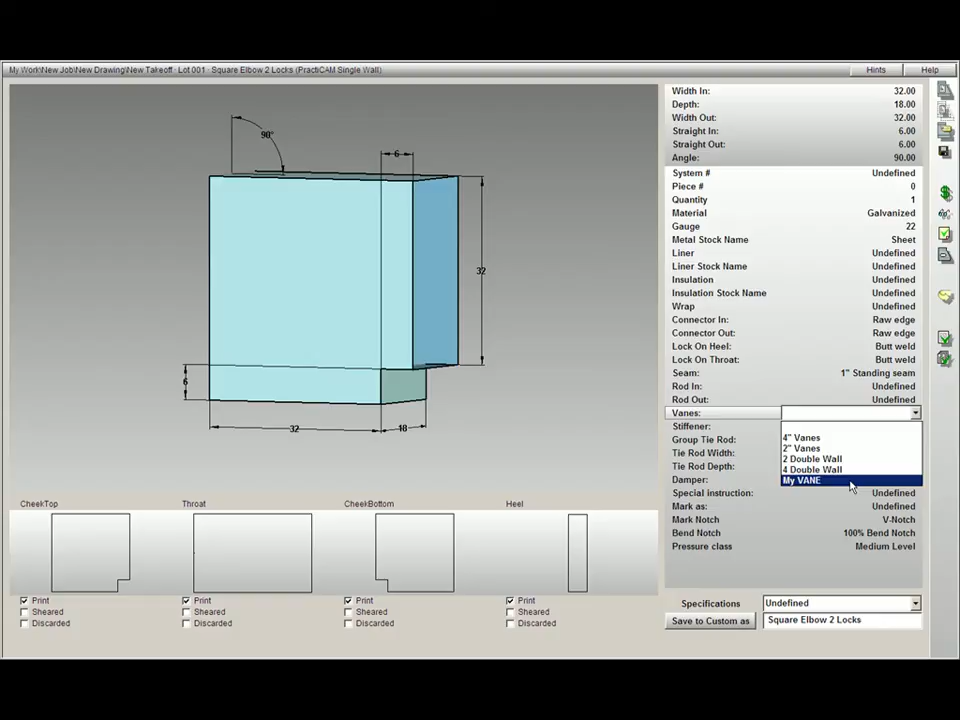 My Work\New Job\New Drawing\New Takeoff - Lot 001 - Square Elbow 2 Locks (PractiCAM Single Wall)
Hints
Help
90°
6
32
6
32
18
Width In: 32.00
Depth: 18.00
Width Out: 32.00
Straight In: 6.00
Straight Out: 6.00
Angle: 90.00
System # Undefined
Piece # 0
Quantity 1
Material Galvanized
Gauge 22
Metal Stock Name Sheet
Liner Undefined
Liner Stock Name Undefined
Insulation Undefined
Insulation Stock Name Undefined
Wrap Undefined
Connector In: Raw edge
Connector Out: Raw edge
Lock On Heel: Butt weld
Lock On Throat: Butt weld
Seam: 1" Standing seam
Rod In: Undefined
Rod Out: Undefined
Vanes:
Stiffener:
Group Tie Rod:
Tie Rod Width:
Tie Rod Depth:
Damper:
4" Vanes
2" Vanes
2 Double Wall
4 Double Wall
My VANE
Special instruction: Undefined
Mark as: Undefined
Mark Notch V-Notch
Bend Notch 100% Bend Notch
Pressure class Medium Level
CheekTop
Throat
CheekBottom
Heel
Print
Sheared
Discarded
Print
Sheared
Discarded
Print
Sheared
Discarded
Print
Sheared
Discarded
Specifications Undefined
Save to Custom as Square Elbow 2 Locks